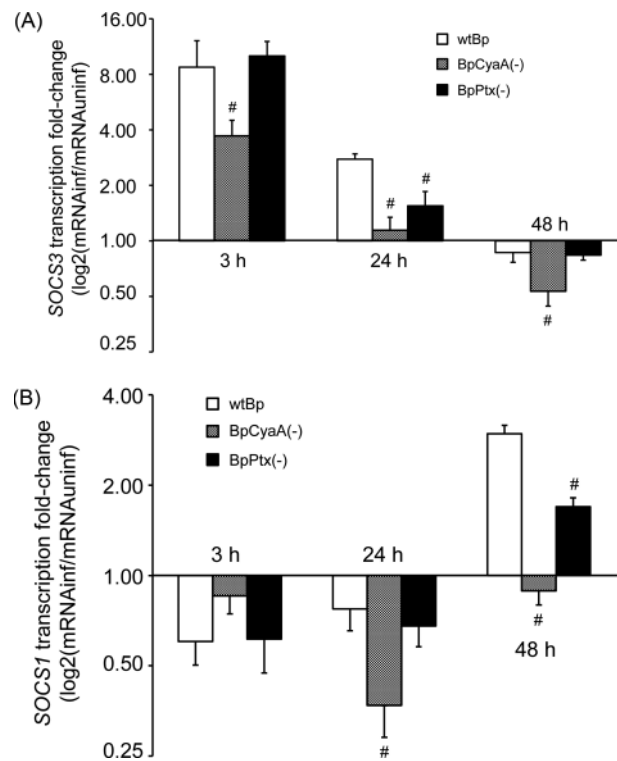 (A)
SOCS3 transcription fold-change
(log2(mRNAinf/mRNAuninf)
16.00
8.00
4.00
2.00
1.00
0.50
0.25
wtBp
BpCyaA(-)
BpPtx(-)
#
#
#
#
3 h
24 h
48 h
(B)
SOCS1 transcription fold-change
(log2(mRNAinf/mRNAuninf)
4.00
2.00
1.00
0.50
0.25
wtBp
BpCyaA(-)
BpPtx(-)
3 h
24 h
48 h
#
#
#